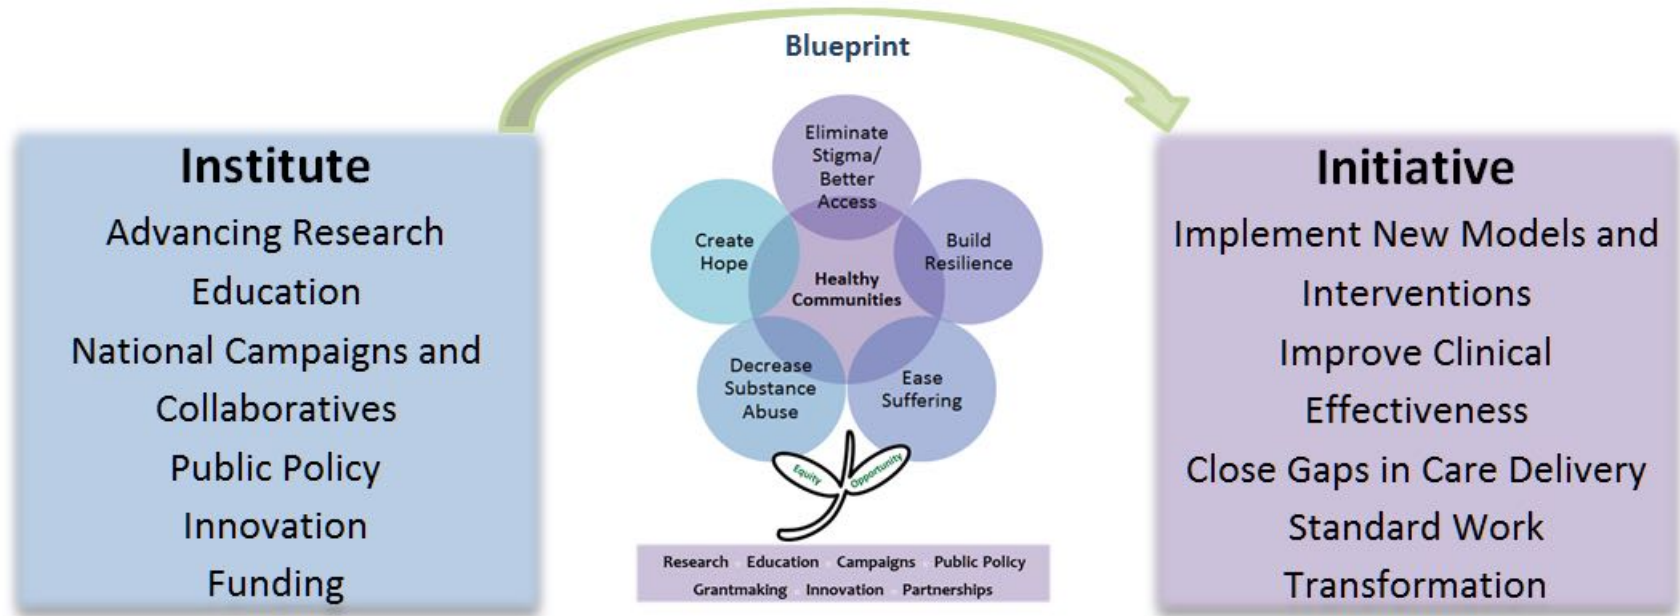 Blueprint
Institute
Advancing Research
Education
National Campaigns and
Collaboratives
Public Policy
Innovation
Funding
Eliminate
Stigma/
Better
Access
Create
Hope
Build
Resilience
Healthy
Communities
Decrease
Substance
Abuse
Ease
Suffering
Equity
Opportunity
Research Education Campaigns Public Policy
Grantmaking Innovation Partnerships
Initiative
Implement New Models and
Interventions
Improve Clinical
Effectiveness
Close Gaps in Care Delivery
Standard Work
Transformation